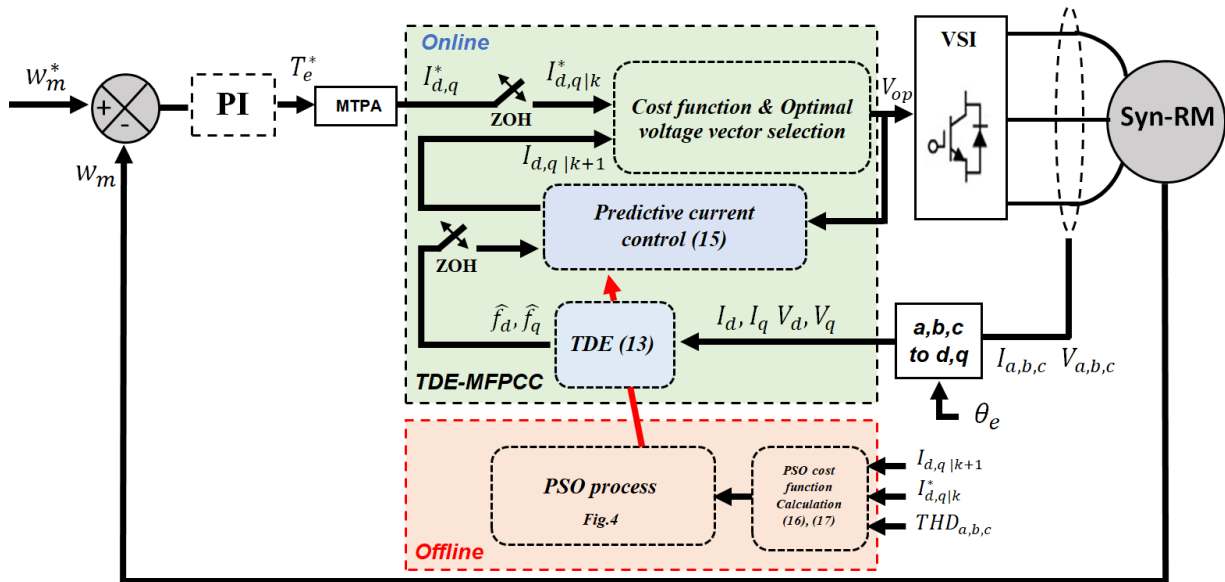 Online
VSI
w*m
+
-
PI
T*e
MTPA
I*d,q
ZOH
I*d,q|k
Cost function & Optimal
voltage vector selection
Vop
Syn-RM
wm
Id,q |k+1
Predictive current
control (15)
ZOH
f̂d, f̂q
TDE (13)
Id, Iq Vd, Vq
a,b,c
to d,q
Ia,b,c Va,b,c
TDE-MFPCC
θe
PSO process
Fig.4
PSO cost
function
Calculation
(16), (17)
Id,q |k+1
I*d,q|k
THDa,b,c
Offline